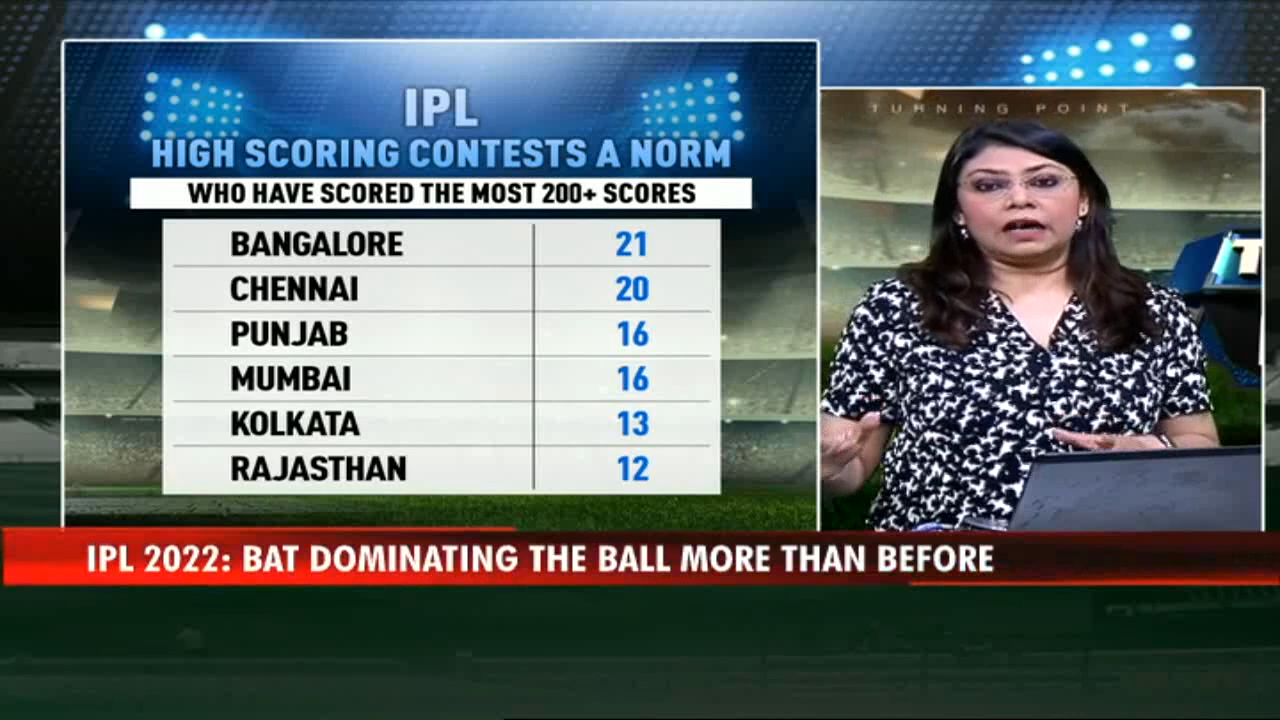 IPL
HIGH SCORING CONTESTS A NORM
WHO HAVE SCORED THE MOST 200+ SCORES
BANGALORE 21
CHENNAI 20
PUNJAB 16
MUMBAI 16
KOLKATA 13
RAJASTHAN 12
TURNING POINT
T
IPL 2022: BAT DOMINATING THE BALL MORE THAN BEFORE